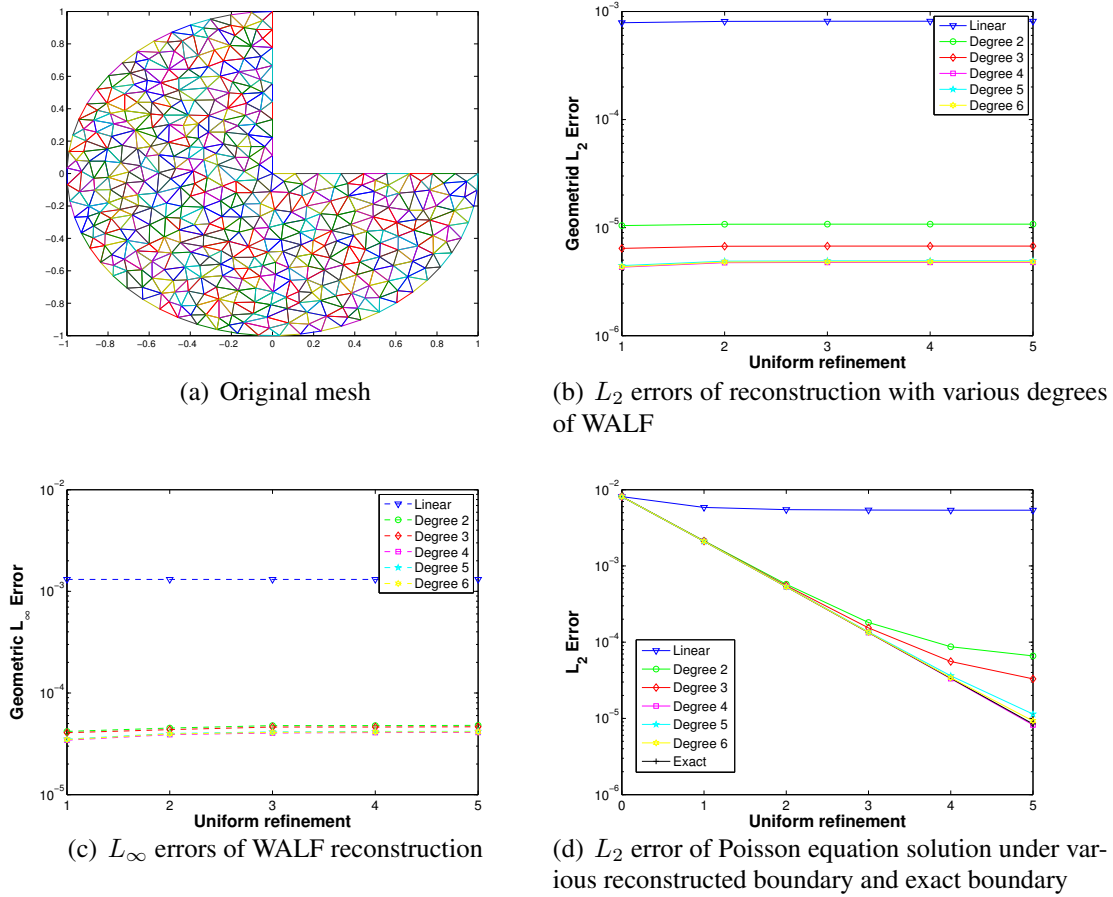 1
0.8
0.6
0.4
0.2
0
−0.2
−0.4
−0.6
−0.8
−1
−1 −0.8 −0.6 −0.4 −0.2 0 0.2 0.4 0.6 0.8 1
(a) Original mesh
10^{-3}
10^{-4}
10^{-5}
10^{-6}
Geometrid L_2 Error
Linear
Degree 2
Degree 3
Degree 4
Degree 5
Degree 6
1 2 3 4 5
Uniform refinement
(b) L_2 errors of reconstruction with various degrees
of WALF
10^{-2}
10^{-3}
10^{-4}
10^{-5}
Geometric L_∞ Error
Linear
Degree 2
Degree 3
Degree 4
Degree 5
Degree 6
1 2 3 4 5
Uniform refinement
(c) L_∞ errors of WALF reconstruction
10^{-2}
10^{-3}
10^{-4}
10^{-5}
10^{-6}
L_2 Error
Linear
Degree 2
Degree 3
Degree 4
Degree 5
Degree 6
Exact
0 1 2 3 4 5
Uniform refinement
(d) L_2 error of Poisson equation solution under var-
ious reconstructed boundary and exact boundary